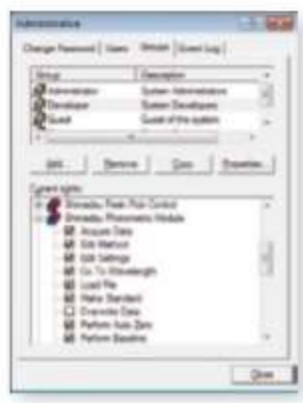 Administrative
Change Password Users Groups Event Log
Group Description
Administrator System Administrators
Developer System Developers
Guest Guest of the system
Add Remove Copy Properties
Current rights:
Shimadzu Peak Pick Control
Shimadzu Photometric Module
Acquire Data
Edit Method
Edit Settings
Go To Wavelength
Load File
Make Standard
Overwrite Data
Perform Auto Zero
Perform Baseline
Close